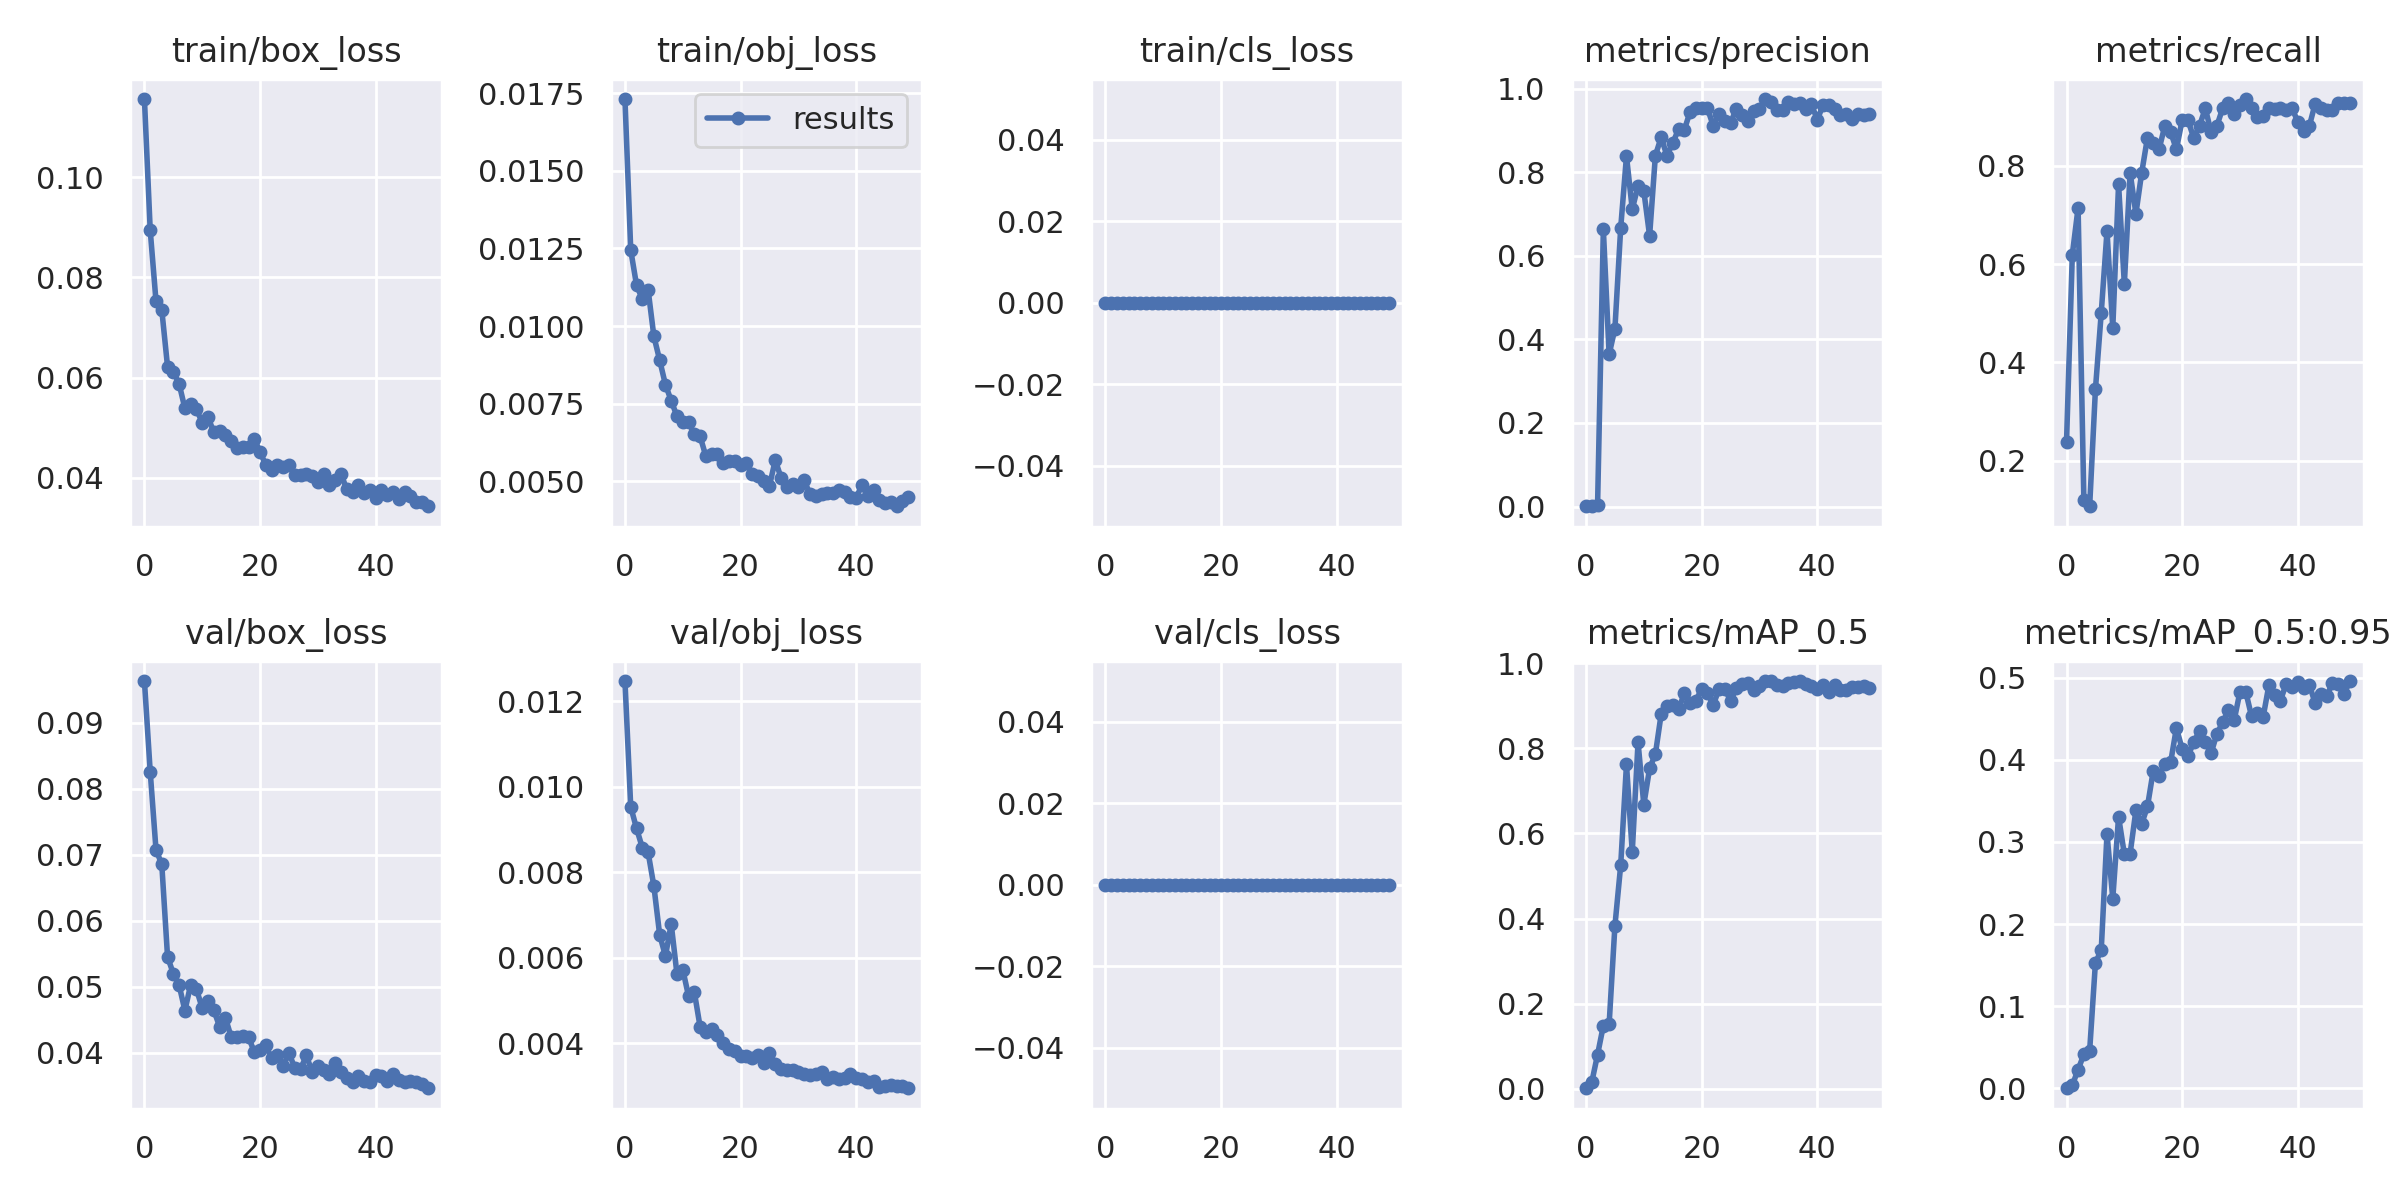 train/box_loss
0.10
0.08
0.06
0.04
0 20 40
train/obj_loss
results
0.0175
0.0150
0.0125
0.0100
0.0075
0.0050
0 20 40
train/cls_loss
0.04
0.02
0.00
−0.02
−0.04
0 20 40
metrics/precision
1.0
0.8
0.6
0.4
0.2
0.0
0 20 40
metrics/recall
0.8
0.6
0.4
0.2
0 20 40
val/box_loss
0.09
0.08
0.07
0.06
0.05
0.04
0 20 40
val/obj_loss
0.012
0.010
0.008
0.006
0.004
0 20 40
val/cls_loss
0.04
0.02
0.00
−0.02
−0.04
0 20 40
metrics/mAP_0.5
1.0
0.8
0.6
0.4
0.2
0.0
0 20 40
metrics/mAP_0.5:0.95
0.5
0.4
0.3
0.2
0.1
0.0
0 20 40